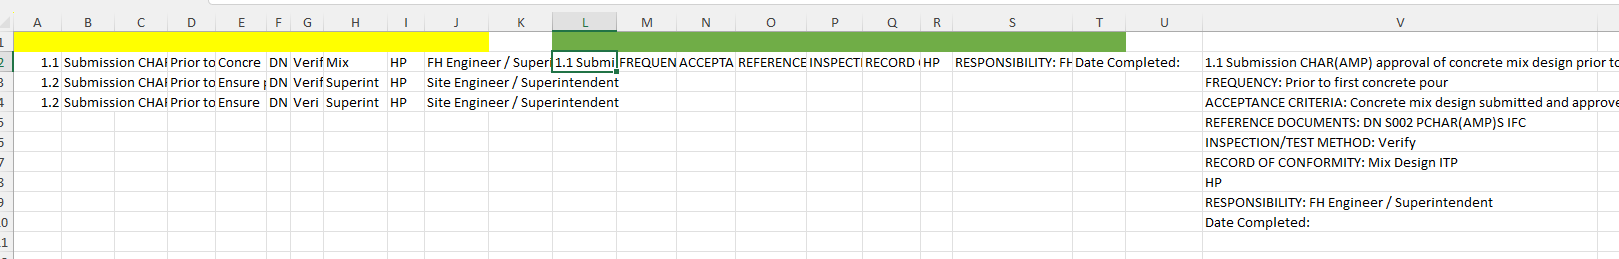 A B C D E F G H I J K L M N O P Q R S T U V
1
2 1.1 Submission CHA Prior to Concre DN Verif Mix HP FH Engineer / Superi 1.1 Submi FREQUEN ACCEPTA REFERENCE INSPECTI RECORD HP RESPONSIBILITY: FH Date Completed: 1.1 Submission CHAR(AMP) approval of concrete mix design prior to
3 1.2 Submission CHA Prior to Ensure DN Verif Superint HP Site Engineer / Superintendent FREQUENCY: Prior to first concrete pour
4 1.2 Submission CHA Prior to Ensure DN Veri Superint HP Site Engineer / Superintendent ACCEPTANCE CRITERIA: Concrete mix design submitted and approve
5 REFERENCE DOCUMENTS: DN S002 PCHAR(AMP)S IFC
6 INSPECTION/TEST METHOD: Verify
7 RECORD OF CONFORMITY: Mix Design ITP
8 HP
9 RESPONSIBILITY: FH Engineer / Superintendent
10 Date Completed:
11